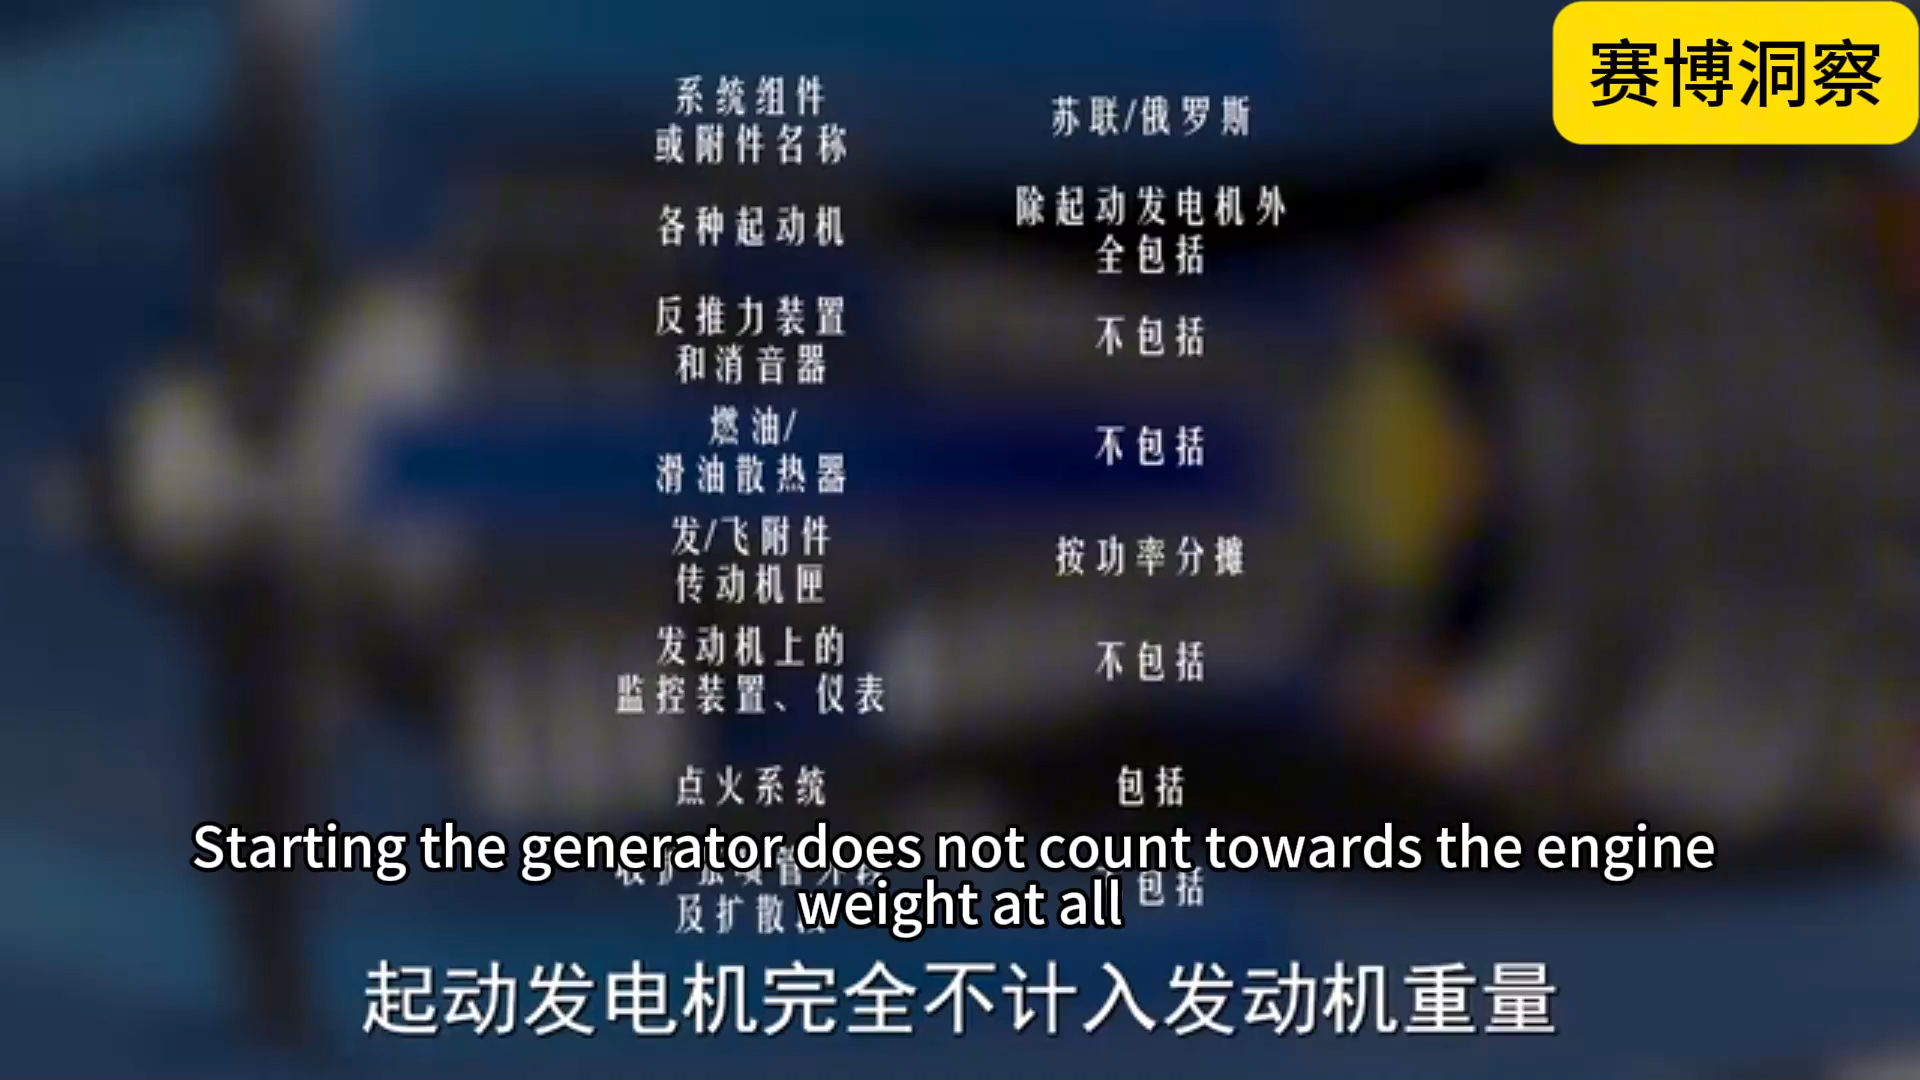 赛博洞察
系统组件
或附件名称
苏联/俄罗斯
各种起动机
除起动发电机外
全包括
反推力装置
和消音器
不包括
燃油/
滑油散热器
不包括
发/飞附件
传动机匣
按功率分摊
发动机上的
监控装置、仪表
不包括
点火系统
包括
包括
及扩散
Starting the generator does not count towards the engine
weight at all
起动发电机完全不计入发动机重量